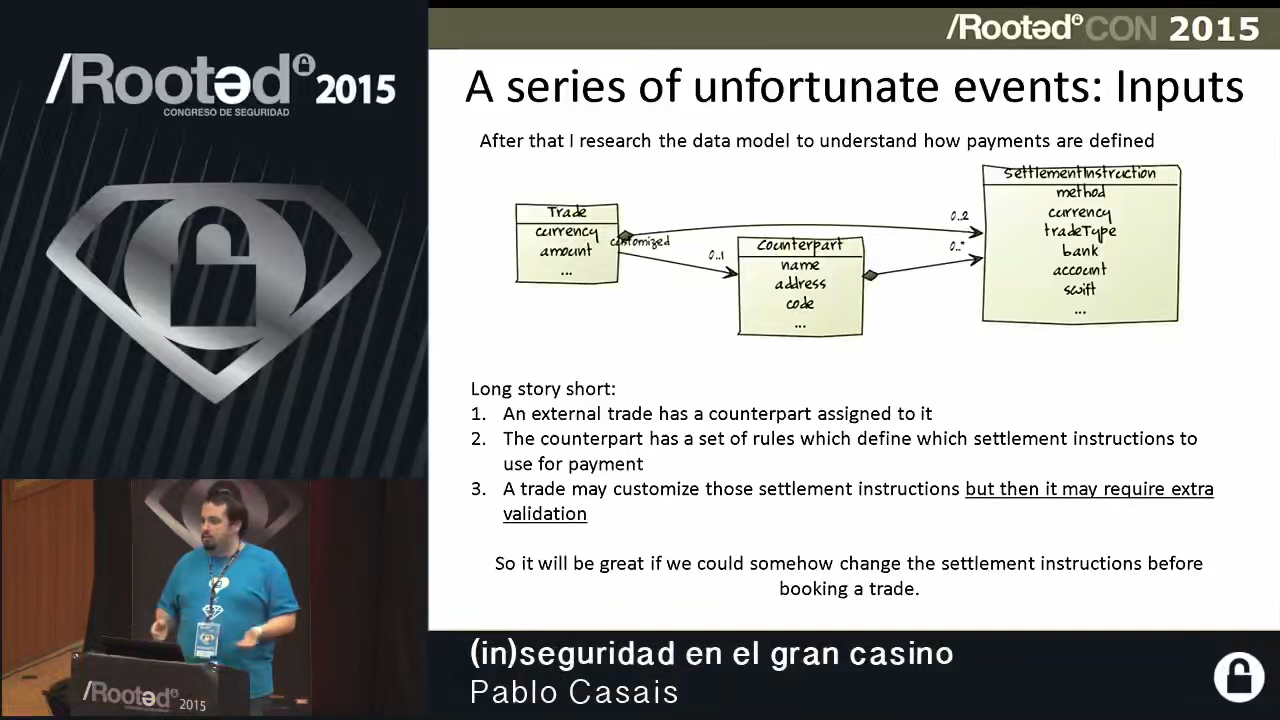 /Rootəd CON 2015
/Rootəd 2015
CONGRESO DE SEGURIDAD
A series of unfortunate events: Inputs
After that I research the data model to understand how payments are defined
Trade
currency
amount
...
customized
0..1
0..2
0..*
Counterpart
name
address
code
...
SettlementInstruction
method
currency
tradeType
bank
account
swift
...
Long story short:
1. An external trade has a counterpart assigned to it
2. The counterpart has a set of rules which define which settlement instructions to
use for payment
3. A trade may customize those settlement instructions but then it may require extra
validation
So it will be great if we could somehow change the settlement instructions before
booking a trade.
/Rootəd 2015
(in)seguridad en el gran casino
Pablo Casais